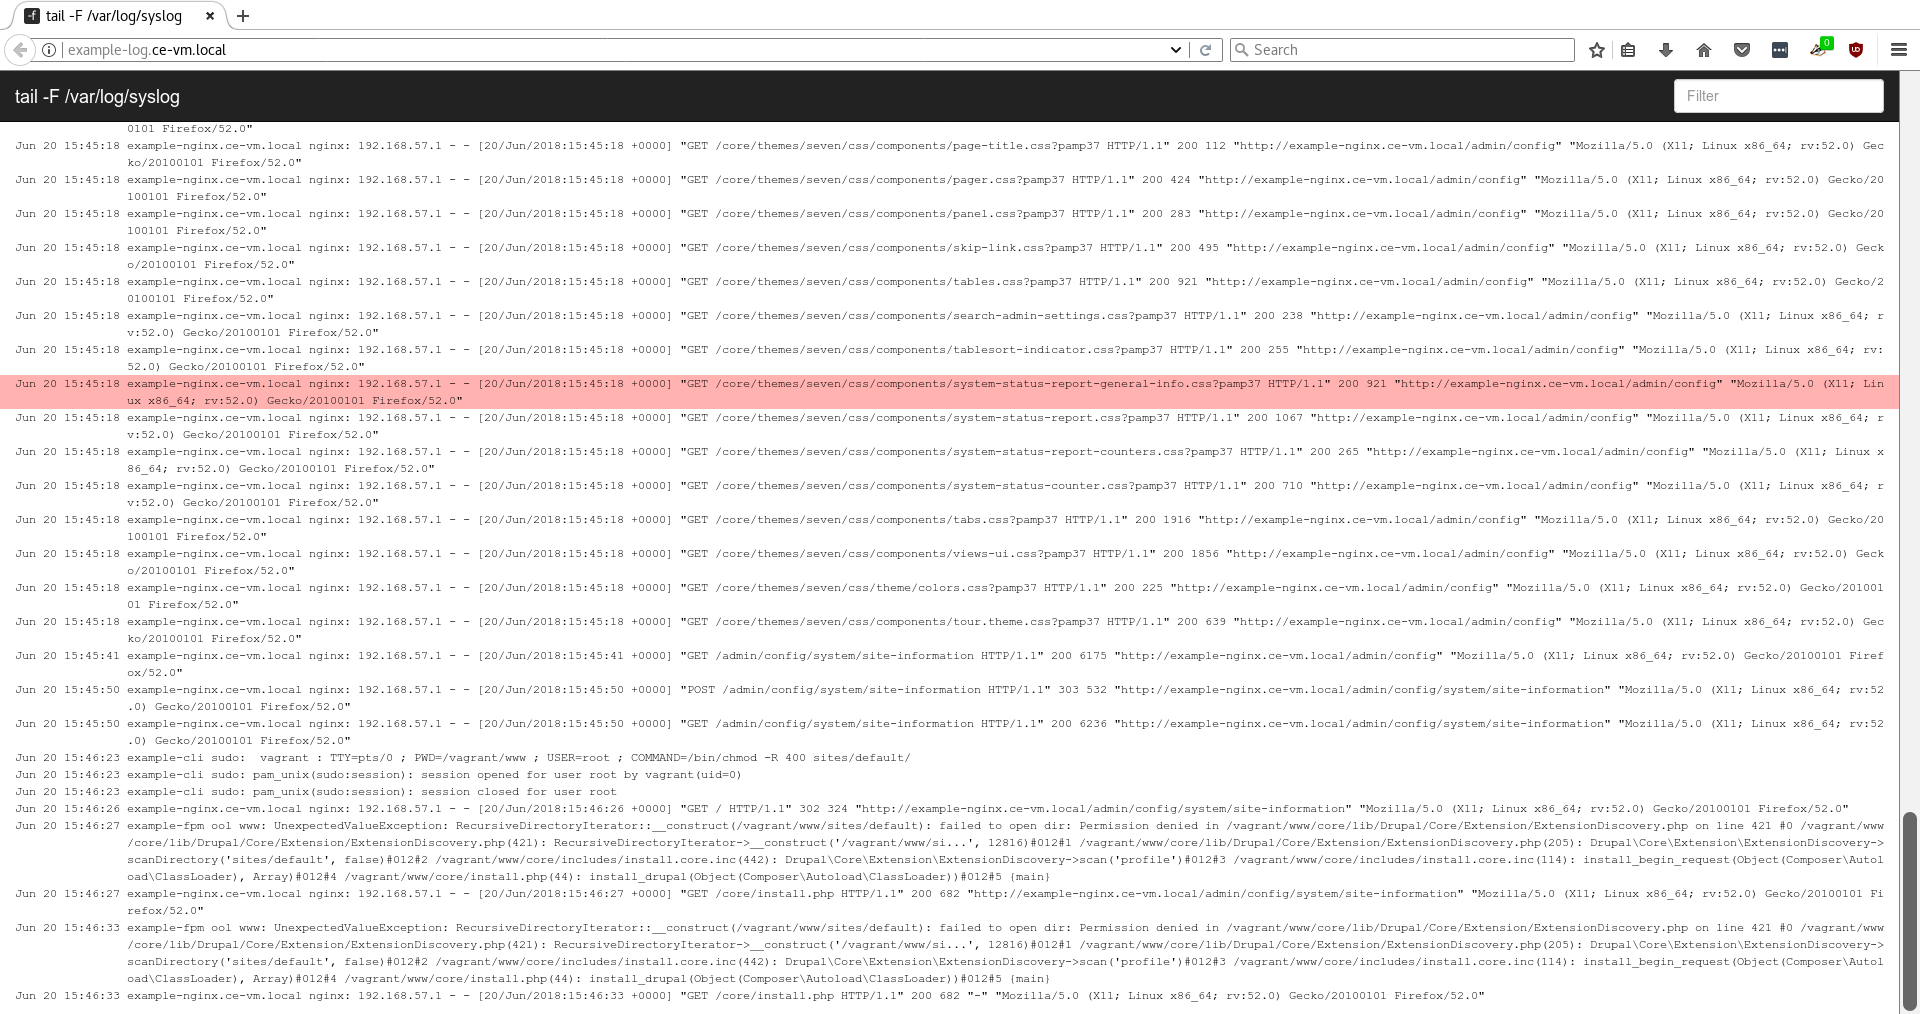 tail -F /var/log/syslog
example-log.ce-vm.local
Search
0
tail -F /var/log/syslog
Filter
0101 Firefox/52.0"
Jun 20 15:45:18 example-nginx.ce-vm.local nginx: 192.168.57.1 - - [20/Jun/2018:15:45:18 +0000] "GET /core/themes/seven/css/components/page-title.css?pamp37 HTTP/1.1" 200 112 "http://example-nginx.ce-vm.local/admin/config" "Mozilla/5.0 (X11; Linux x86_64; rv:52.0) Gec
ko/20100101 Firefox/52.0"
Jun 20 15:45:18 example-nginx.ce-vm.local nginx: 192.168.57.1 - - [20/Jun/2018:15:45:18 +0000] "GET /core/themes/seven/css/components/pager.css?pamp37 HTTP/1.1" 200 424 "http://example-nginx.ce-vm.local/admin/config" "Mozilla/5.0 (X11; Linux x86_64; rv:52.0) Gecko/20
100101 Firefox/52.0"
Jun 20 15:45:18 example-nginx.ce-vm.local nginx: 192.168.57.1 - - [20/Jun/2018:15:45:18 +0000] "GET /core/themes/seven/css/components/panel.css?pamp37 HTTP/1.1" 200 283 "http://example-nginx.ce-vm.local/admin/config" "Mozilla/5.0 (X11; Linux x86_64; rv:52.0) Gecko/20
100101 Firefox/52.0"
Jun 20 15:45:18 example-nginx.ce-vm.local nginx: 192.168.57.1 - - [20/Jun/2018:15:45:18 +0000] "GET /core/themes/seven/css/components/skip-link.css?pamp37 HTTP/1.1" 200 495 "http://example-nginx.ce-vm.local/admin/config" "Mozilla/5.0 (X11; Linux x86_64; rv:52.0) Geck
o/20100101 Firefox/52.0"
Jun 20 15:45:18 example-nginx.ce-vm.local nginx: 192.168.57.1 - - [20/Jun/2018:15:45:18 +0000] "GET /core/themes/seven/css/components/tables.css?pamp37 HTTP/1.1" 200 921 "http://example-nginx.ce-vm.local/admin/config" "Mozilla/5.0 (X11; Linux x86_64; rv:52.0) Gecko/2
0100101 Firefox/52.0"
Jun 20 15:45:18 example-nginx.ce-vm.local nginx: 192.168.57.1 - - [20/Jun/2018:15:45:18 +0000] "GET /core/themes/seven/css/components/search-admin-settings.css?pamp37 HTTP/1.1" 200 238 "http://example-nginx.ce-vm.local/admin/config" "Mozilla/5.0 (X11; Linux x86_64; r
v:52.0) Gecko/20100101 Firefox/52.0"
Jun 20 15:45:18 example-nginx.ce-vm.local nginx: 192.168.57.1 - - [20/Jun/2018:15:45:18 +0000] "GET /core/themes/seven/css/components/tablesort-indicator.css?pamp37 HTTP/1.1" 200 255 "http://example-nginx.ce-vm.local/admin/config" "Mozilla/5.0 (X11; Linux x86_64; rv:
52.0) Gecko/20100101 Firefox/52.0"
Jun 20 15:45:18 example-nginx.ce-vm.local nginx: 192.168.57.1 - - [20/Jun/2018:15:45:18 +0000] "GET /core/themes/seven/css/components/system-status-report-general-info.css?pamp37 HTTP/1.1" 200 921 "http://example-nginx.ce-vm.local/admin/config" "Mozilla/5.0 (X11; Lin
ux x86_64; rv:52.0) Gecko/20100101 Firefox/52.0"
Jun 20 15:45:18 example-nginx.ce-vm.local nginx: 192.168.57.1 - - [20/Jun/2018:15:45:18 +0000] "GET /core/themes/seven/css/components/system-status-report.css?pamp37 HTTP/1.1" 200 1067 "http://example-nginx.ce-vm.local/admin/config" "Mozilla/5.0 (X11; Linux x86_64; r
v:52.0) Gecko/20100101 Firefox/52.0"
Jun 20 15:45:18 example-nginx.ce-vm.local nginx: 192.168.57.1 - - [20/Jun/2018:15:45:18 +0000] "GET /core/themes/seven/css/components/system-status-report-counters.css?pamp37 HTTP/1.1" 200 265 "http://example-nginx.ce-vm.local/admin/config" "Mozilla/5.0 (X11; Linux x
86_64; rv:52.0) Gecko/20100101 Firefox/52.0"
Jun 20 15:45:18 example-nginx.ce-vm.local nginx: 192.168.57.1 - - [20/Jun/2018:15:45:18 +0000] "GET /core/themes/seven/css/components/system-status-counter.css?pamp37 HTTP/1.1" 200 710 "http://example-nginx.ce-vm.local/admin/config" "Mozilla/5.0 (X11; Linux x86_64; r
v:52.0) Gecko/20100101 Firefox/52.0"
Jun 20 15:45:18 example-nginx.ce-vm.local nginx: 192.168.57.1 - - [20/Jun/2018:15:45:18 +0000] "GET /core/themes/seven/css/components/tabs.css?pamp37 HTTP/1.1" 200 1916 "http://example-nginx.ce-vm.local/admin/config" "Mozilla/5.0 (X11; Linux x86_64; rv:52.0) Gecko/20
100101 Firefox/52.0"
Jun 20 15:45:18 example-nginx.ce-vm.local nginx: 192.168.57.1 - - [20/Jun/2018:15:45:18 +0000] "GET /core/themes/seven/css/components/views-ui.css?pamp37 HTTP/1.1" 200 1856 "http://example-nginx.ce-vm.local/admin/config" "Mozilla/5.0 (X11; Linux x86_64; rv:52.0) Geck
o/20100101 Firefox/52.0"
Jun 20 15:45:18 example-nginx.ce-vm.local nginx: 192.168.57.1 - - [20/Jun/2018:15:45:18 +0000] "GET /core/themes/seven/css/theme/colors.css?pamp37 HTTP/1.1" 200 225 "http://example-nginx.ce-vm.local/admin/config" "Mozilla/5.0 (X11; Linux x86_64; rv:52.0) Gecko/201001
01 Firefox/52.0"
Jun 20 15:45:18 example-nginx.ce-vm.local nginx: 192.168.57.1 - - [20/Jun/2018:15:45:18 +0000] "GET /core/themes/seven/css/components/tour.theme.css?pamp37 HTTP/1.1" 200 639 "http://example-nginx.ce-vm.local/admin/config" "Mozilla/5.0 (X11; Linux x86_64; rv:52.0) Gec
ko/20100101 Firefox/52.0"
Jun 20 15:45:41 example-nginx.ce-vm.local nginx: 192.168.57.1 - - [20/Jun/2018:15:45:41 +0000] "GET /admin/config/system/site-information HTTP/1.1" 200 6175 "http://example-nginx.ce-vm.local/admin/config" "Mozilla/5.0 (X11; Linux x86_64; rv:52.0) Gecko/20100101 Firef
ox/52.0"
Jun 20 15:45:50 example-nginx.ce-vm.local nginx: 192.168.57.1 - - [20/Jun/2018:15:45:50 +0000] "POST /admin/config/system/site-information HTTP/1.1" 303 532 "http://example-nginx.ce-vm.local/admin/config/system/site-information" "Mozilla/5.0 (X11; Linux x86_64; rv:52
.0) Gecko/20100101 Firefox/52.0"
Jun 20 15:45:50 example-nginx.ce-vm.local nginx: 192.168.57.1 - - [20/Jun/2018:15:45:50 +0000] "GET /admin/config/system/site-information HTTP/1.1" 200 6236 "http://example-nginx.ce-vm.local/admin/config/system/site-information" "Mozilla/5.0 (X11; Linux x86_64; rv:52
.0) Gecko/20100101 Firefox/52.0"
Jun 20 15:46:23 example-cli sudo:  vagrant : TTY=pts/0 ; PWD=/vagrant/www ; USER=root ; COMMAND=/bin/chmod -R 400 sites/default/
Jun 20 15:46:23 example-cli sudo: pam_unix(sudo:session): session opened for user root by vagrant(uid=0)
Jun 20 15:46:23 example-cli sudo: pam_unix(sudo:session): session closed for user root
Jun 20 15:46:26 example-nginx.ce-vm.local nginx: 192.168.57.1 - - [20/Jun/2018:15:46:26 +0000] "GET / HTTP/1.1" 302 324 "http://example-nginx.ce-vm.local/admin/config/system/site-information" "Mozilla/5.0 (X11; Linux x86_64; rv:52.0) Gecko/20100101 Firefox/52.0"
Jun 20 15:46:27 example-fpm ool www: UnexpectedValueException: RecursiveDirectoryIterator::__construct(/vagrant/www/sites/default): failed to open dir: Permission denied in /vagrant/www/core/lib/Drupal/Core/Extension/ExtensionDiscovery.php on line 421 #0 /vagrant/www
/core/lib/Drupal/Core/Extension/ExtensionDiscovery.php(421): RecursiveDirectoryIterator->__construct('/vagrant/www/si...', 12816)#012#1 /vagrant/www/core/lib/Drupal/Core/Extension/ExtensionDiscovery.php(205): Drupal\Core\Extension\ExtensionDiscovery->
scanDirectory('sites/default', false)#012#2 /vagrant/www/core/includes/install.core.inc(442): Drupal\Core\Extension\ExtensionDiscovery->scan('profile')#012#3 /vagrant/www/core/includes/install.core.inc(114): install_begin_request(Object(Composer\Autol
oad\ClassLoader), Array)#012#4 /vagrant/www/core/install.php(44): install_drupal(Object(Composer\Autoload\ClassLoader))#012#5 {main}
Jun 20 15:46:27 example-nginx.ce-vm.local nginx: 192.168.57.1 - - [20/Jun/2018:15:46:27 +0000] "GET /core/install.php HTTP/1.1" 200 682 "http://example-nginx.ce-vm.local/admin/config/system/site-information" "Mozilla/5.0 (X11; Linux x86_64; rv:52.0) Gecko/20100101 Fi
refox/52.0"
Jun 20 15:46:33 example-fpm ool www: UnexpectedValueException: RecursiveDirectoryIterator::__construct(/vagrant/www/sites/default): failed to open dir: Permission denied in /vagrant/www/core/lib/Drupal/Core/Extension/ExtensionDiscovery.php on line 421 #0 /vagrant/www
/core/lib/Drupal/Core/Extension/ExtensionDiscovery.php(421): RecursiveDirectoryIterator->__construct('/vagrant/www/si...', 12816)#012#1 /vagrant/www/core/lib/Drupal/Core/Extension/ExtensionDiscovery.php(205): Drupal\Core\Extension\ExtensionDiscovery->
scanDirectory('sites/default', false)#012#2 /vagrant/www/core/includes/install.core.inc(442): Drupal\Core\Extension\ExtensionDiscovery->scan('profile')#012#3 /vagrant/www/core/includes/install.core.inc(114): install_begin_request(Object(Composer\Autol
oad\ClassLoader), Array)#012#4 /vagrant/www/core/install.php(44): install_drupal(Object(Composer\Autoload\ClassLoader))#012#5 {main}
Jun 20 15:46:33 example-nginx.ce-vm.local nginx: 192.168.57.1 - - [20/Jun/2018:15:46:33 +0000] "GET /core/install.php HTTP/1.1" 200 682 "-" "Mozilla/5.0 (X11; Linux x86_64; rv:52.0) Gecko/20100101 Firefox/52.0"